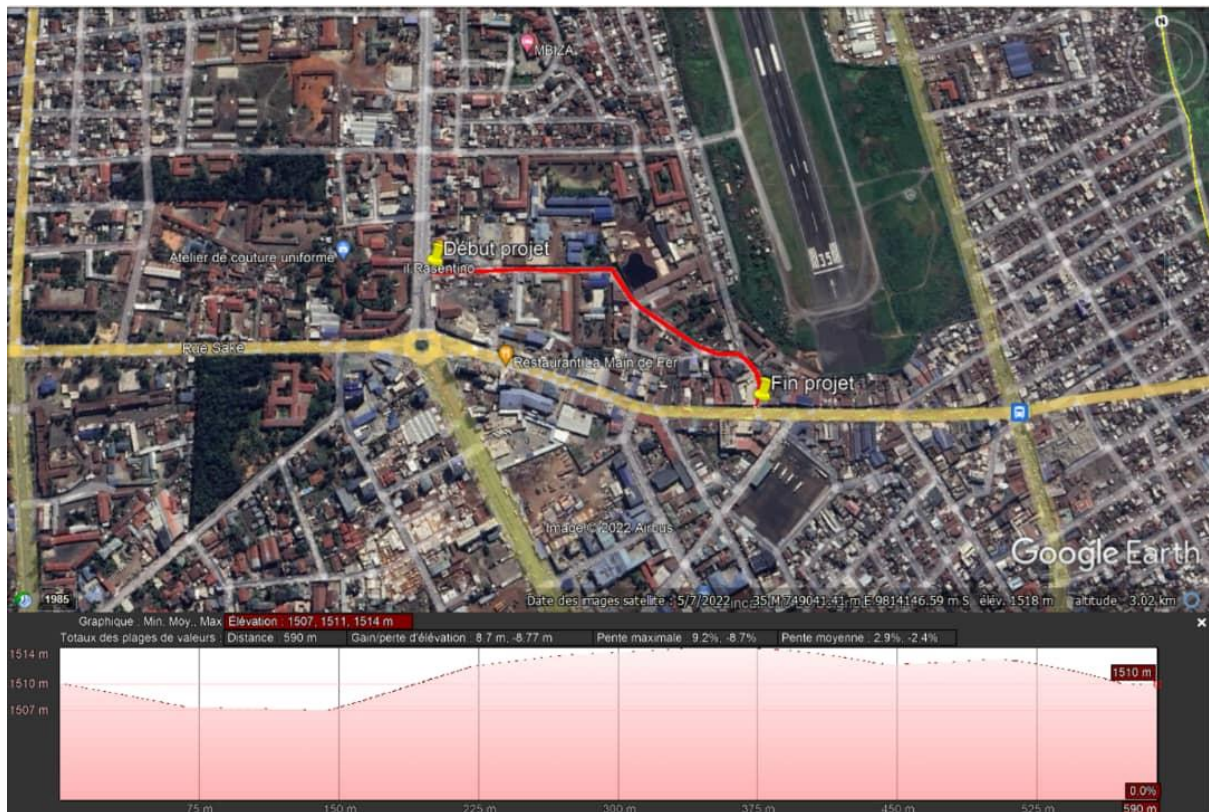 N
MBIZA
Début projet
Atelier de couture uniforme
il.Rasentino
35
Rue Sake
Restaurant La Main de Fer
Fin projet
Image © 2022 Airbus
Google Earth
1985
Date des images satellite : 5/7/2022 35 M 749041.41 m E 9814146.59 m S élév. 1518 m altitude 3.02 km
Graphique : Min. Moy., Max Élévation : 1507, 1511, 1514 m
Totaux des plages de valeurs : Distance : 590 m Gain/perte d'élévation : 8.7 m, -8.77 m Pente maximale : 9.2%, -8.7% Pente moyenne : 2.9%, -2.4%
1514 m
1510 m
1510 m
1507 m
0.0%
75 m 150 m 225 m 300 m 375 m 450 m 525 m 590 m